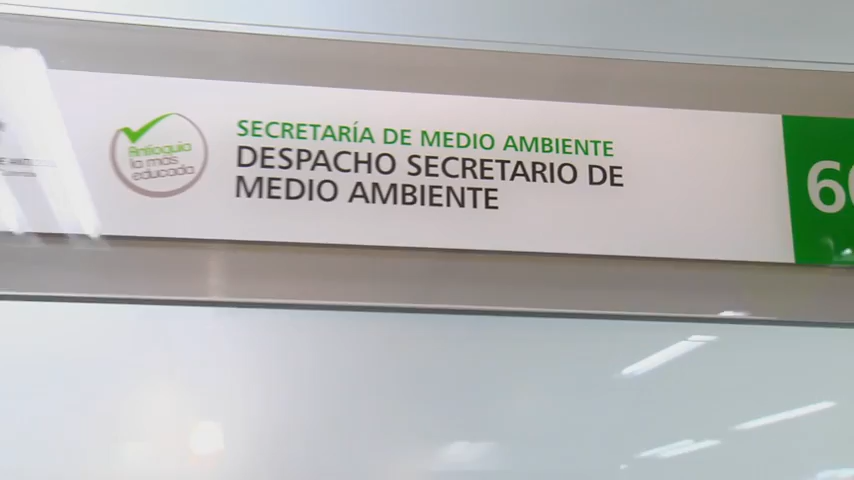 Antioquia
la más
educada
SECRETARÍA DE MEDIO AMBIENTE
DESPACHO SECRETARIO DE
MEDIO AMBIENTE